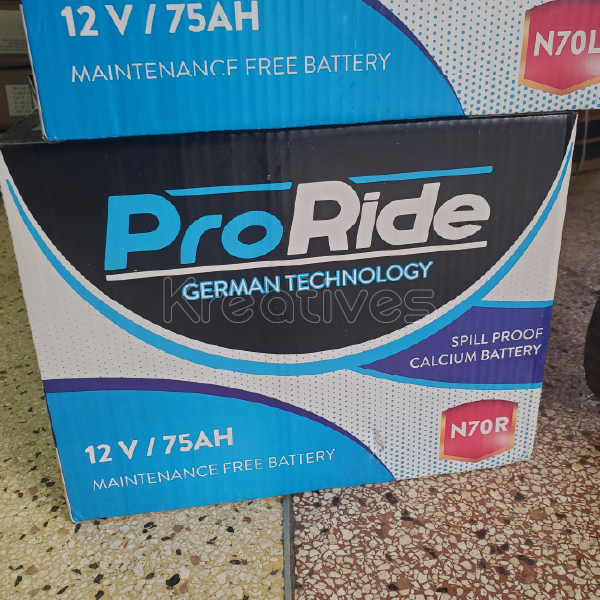 12 V / 75AH
MAINTENANCE FREE BATTERY
N70L
ProRide
GERMAN TECHNOLOGY
Kreatives
SPILL PROOF
CALCIUM BATTERY
12 V / 75AH
MAINTENANCE FREE BATTERY
N70R